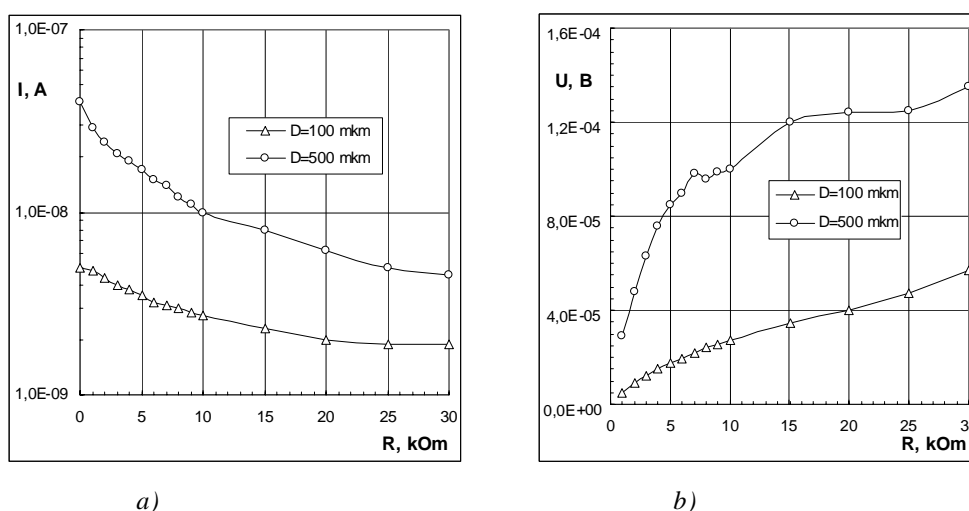 1,0E-07
I, A
D=100 mkm
D=500 mkm
1,0E-08
1,0E-09
0 5 10 15 20 25 30
R, kOm
a)
1,6E-04
U, B
1,2E-04
D=100 mkm
D=500 mkm
8,0E-05
4,0E-05
0,0E+00
0 5 10 15 20 25 30
R, kOm
b)